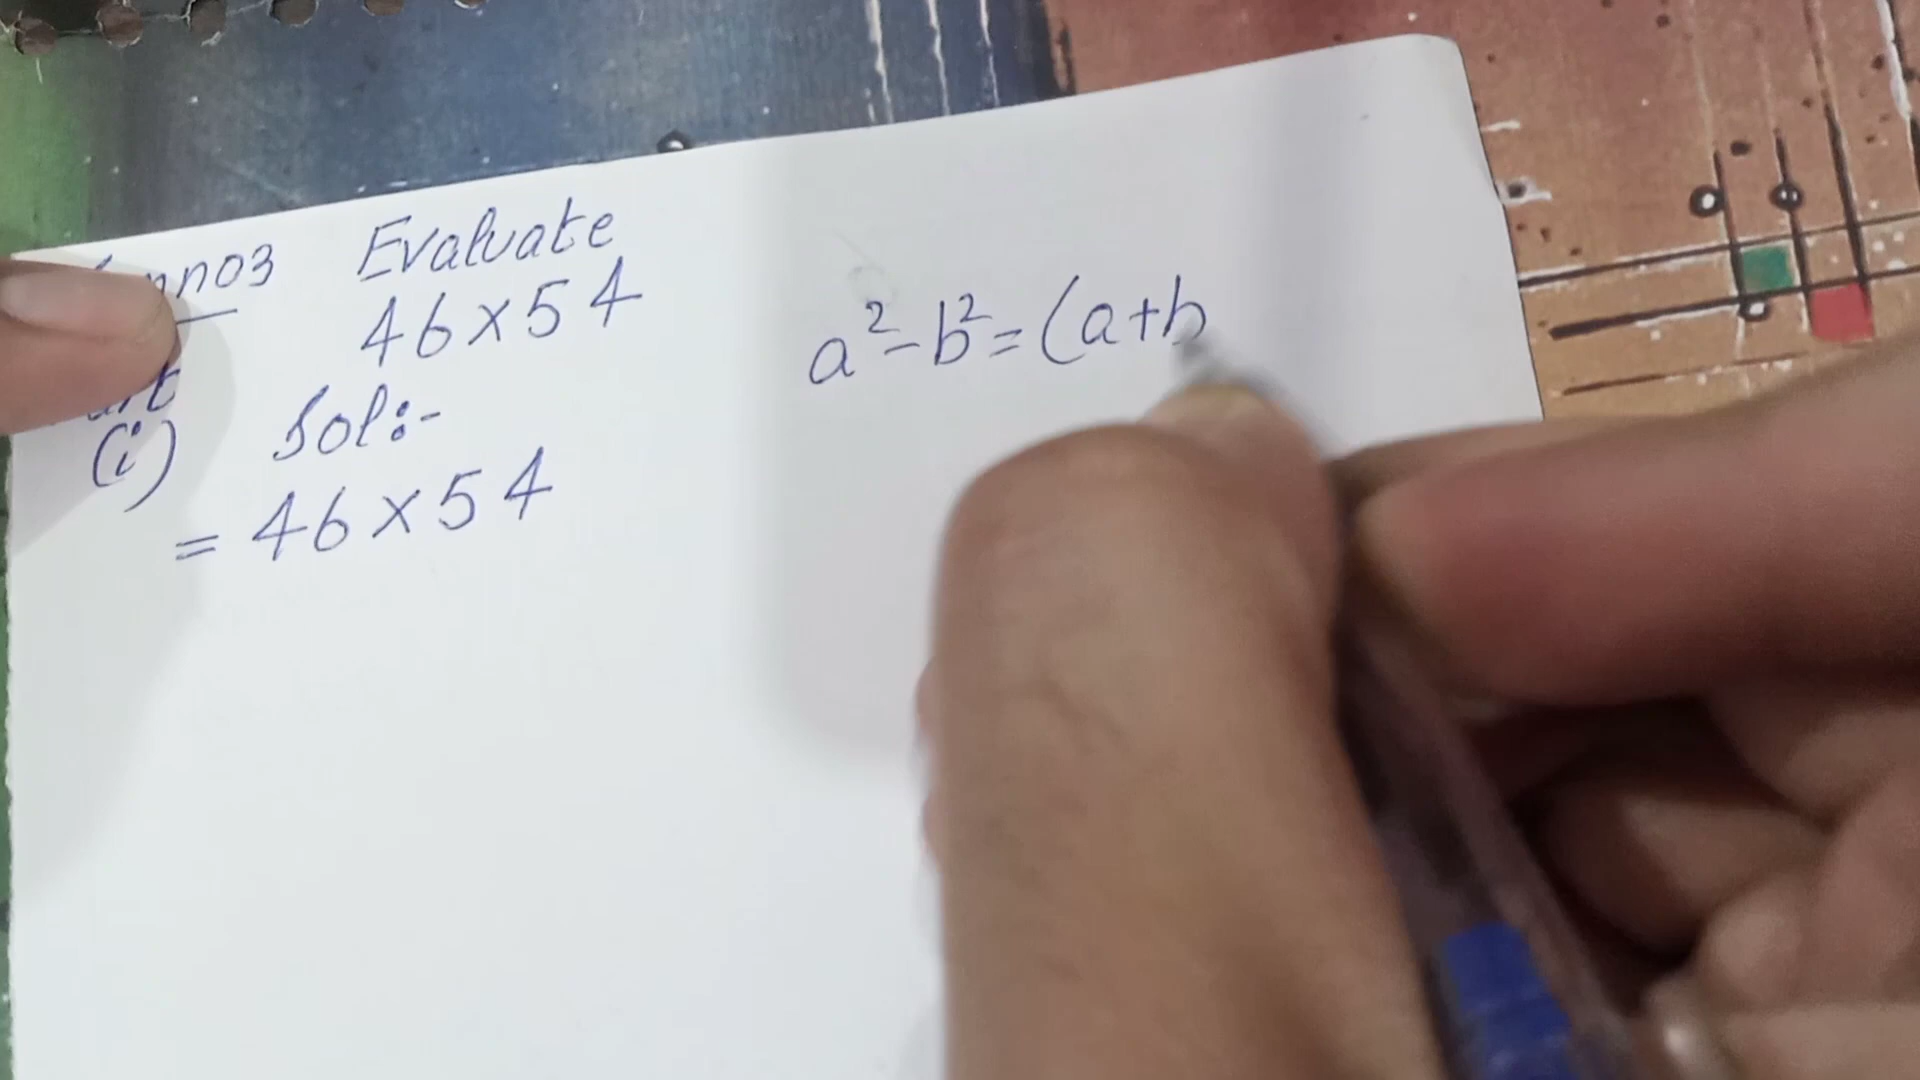 Evaluate
46×54
(i) Sol:-
= 46×54
a²-b²=(a+b